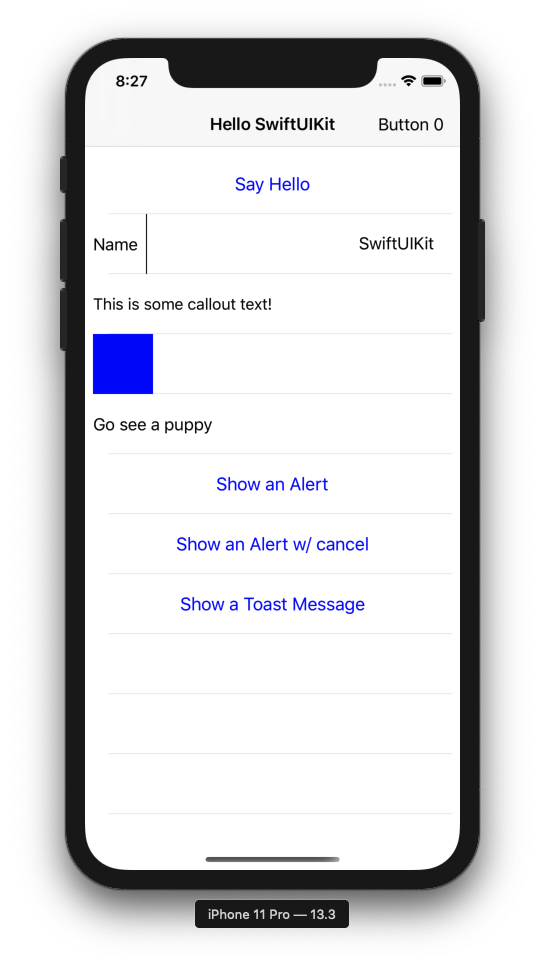 8:27
Hello SwiftUIKit
Button 0
Say Hello
Name
SwiftUIKit
This is some callout text!
Go see a puppy
Show an Alert
Show an Alert w/ cancel
Show a Toast Message
iPhone 11 Pro — 13.3